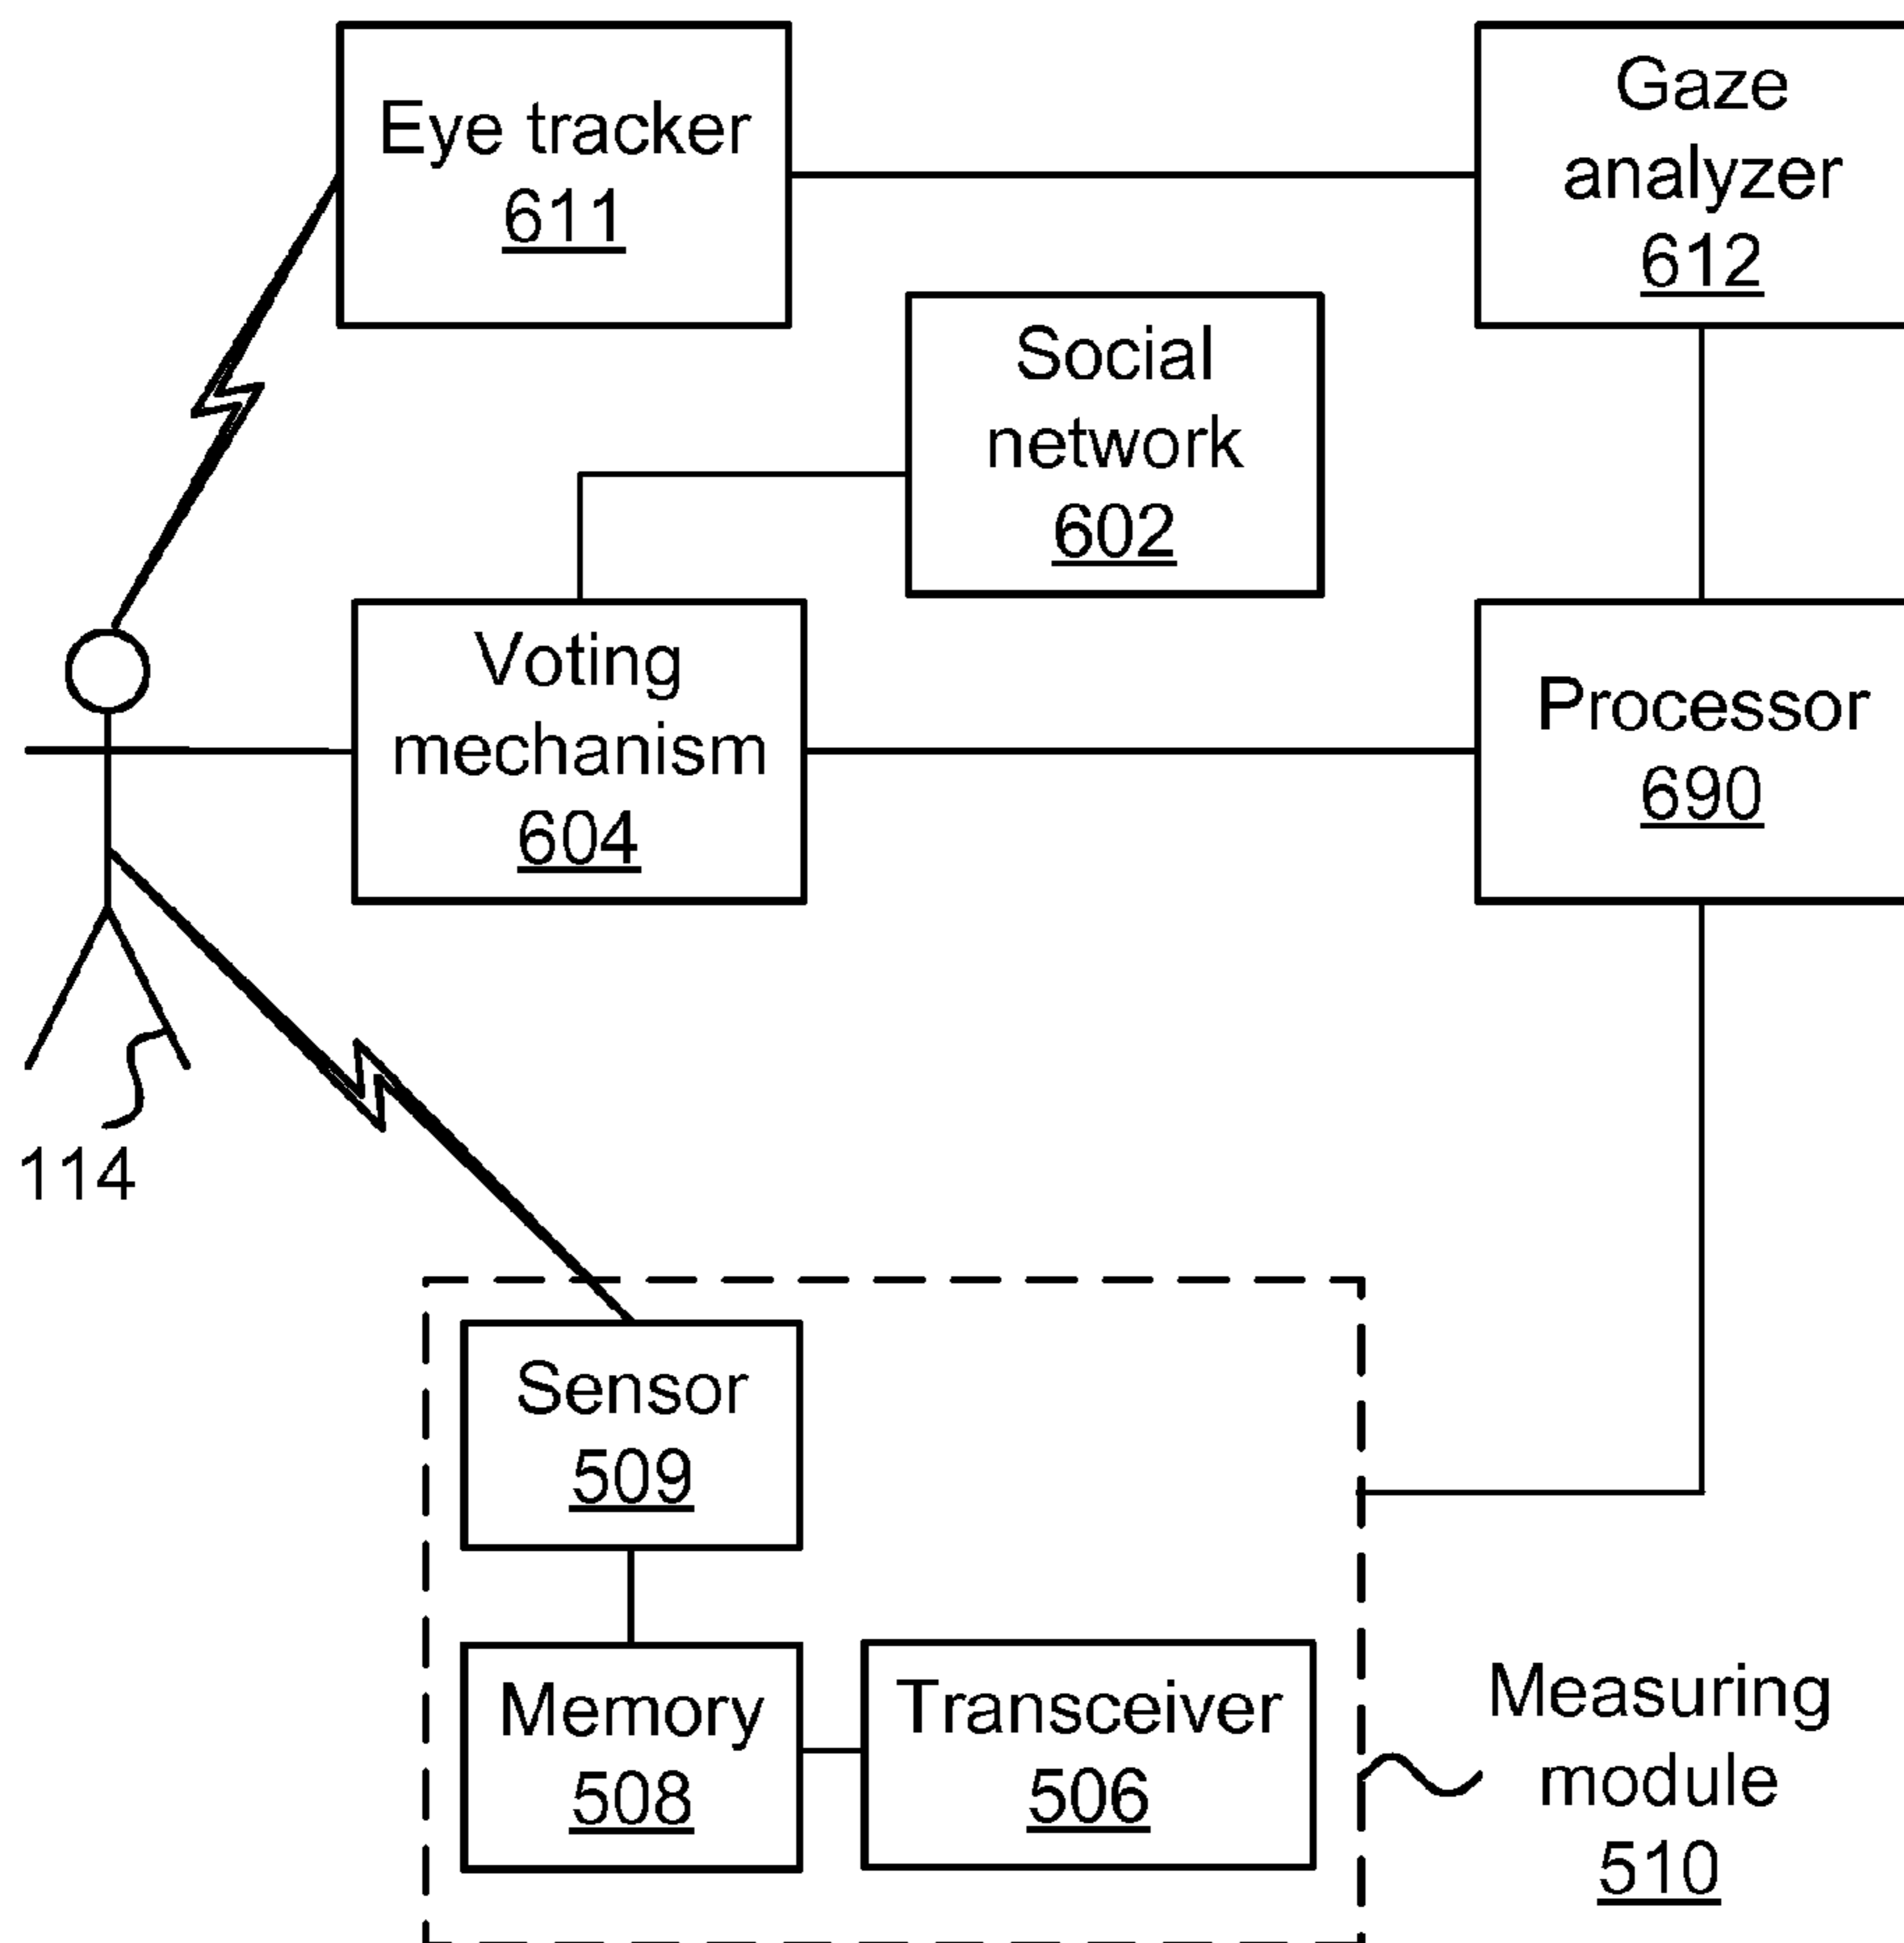 Eye tracker
611
Gaze
analyzer
612
Social
network
602
Voting
mechanism
604
Processor
690
114
Sensor
509
Memory
508
Transceiver
506
Measuring
module
510